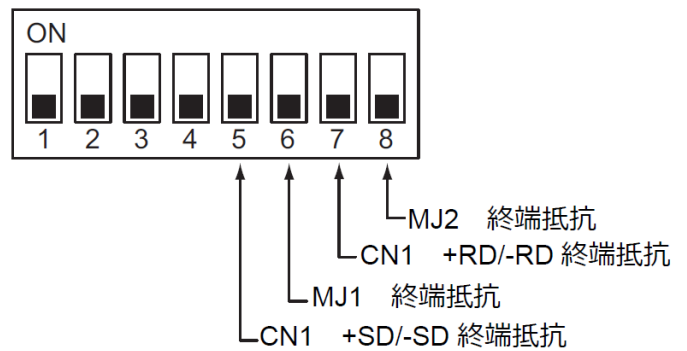 ON
1 2 3 4 5 6 7 8
MJ2 終端抵抗
CN1 +RD/-RD 終端抵抗
MJ1 終端抵抗
CN1 +SD/-SD 終端抵抗